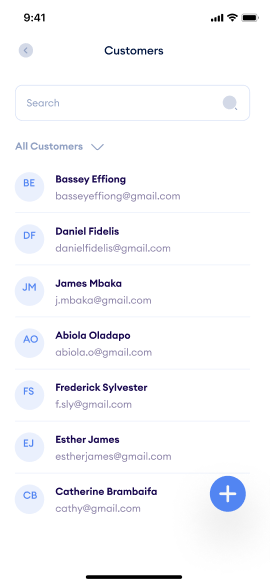 9:41
Customers
Search
All Customers
BE
Bassey Effiong
basseyeffiong@gmail.com
DF
Daniel Fidelis
danielfidelis@gmail.com
JM
James Mbaka
j.mbaka@gmail.com
AO
Abiola Oladapo
abiola.o@gmail.com
FS
Frederick Sylvester
f.sly@gmail.com
EJ
Esther James
estherjames@gmail.com
CB
Catherine Brambaifa
cathy@gmail.com